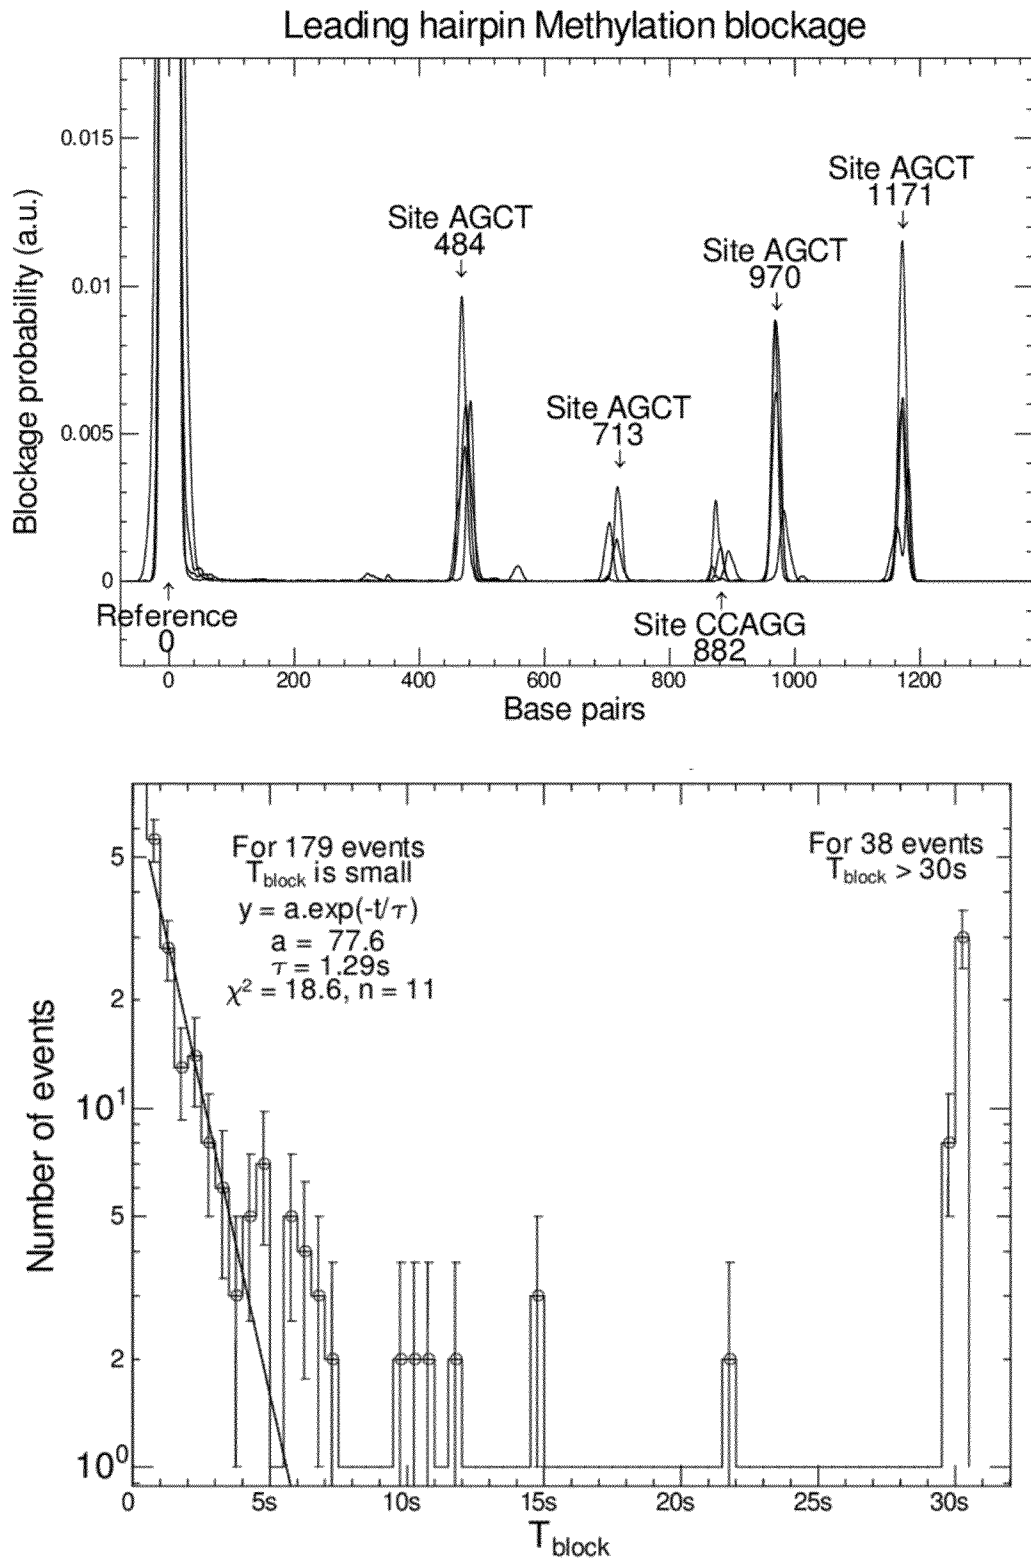 Leading hairpin Methylation blockage
Blockage probability (a.u.)
0.015
0.01
0.005
0
Site AGCT
484
Site AGCT
713
Site AGCT
970
Site AGCT
1171
Reference
0
Site CCAGG
882
0 200 400 600 800 1000 1200
Base pairs
Number of events
5
2
10¹
5
2
10⁰
For 179 events
T_block is small
y = a.exp(-t/τ)
a = 77.6
τ = 1.29s
χ² = 18.6, n = 11
For 38 events
T_block > 30s
0 5s 10s 15s 20s 25s 30s
T_block